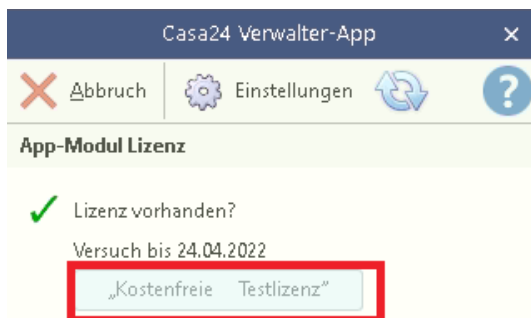 Casa24 Verwalter-App
Abbruch Einstellungen ?
App-Modul Lizenz
Lizenz vorhanden?
Versuch bis 24.04.2022
„Kostenfreie Testlizenz”